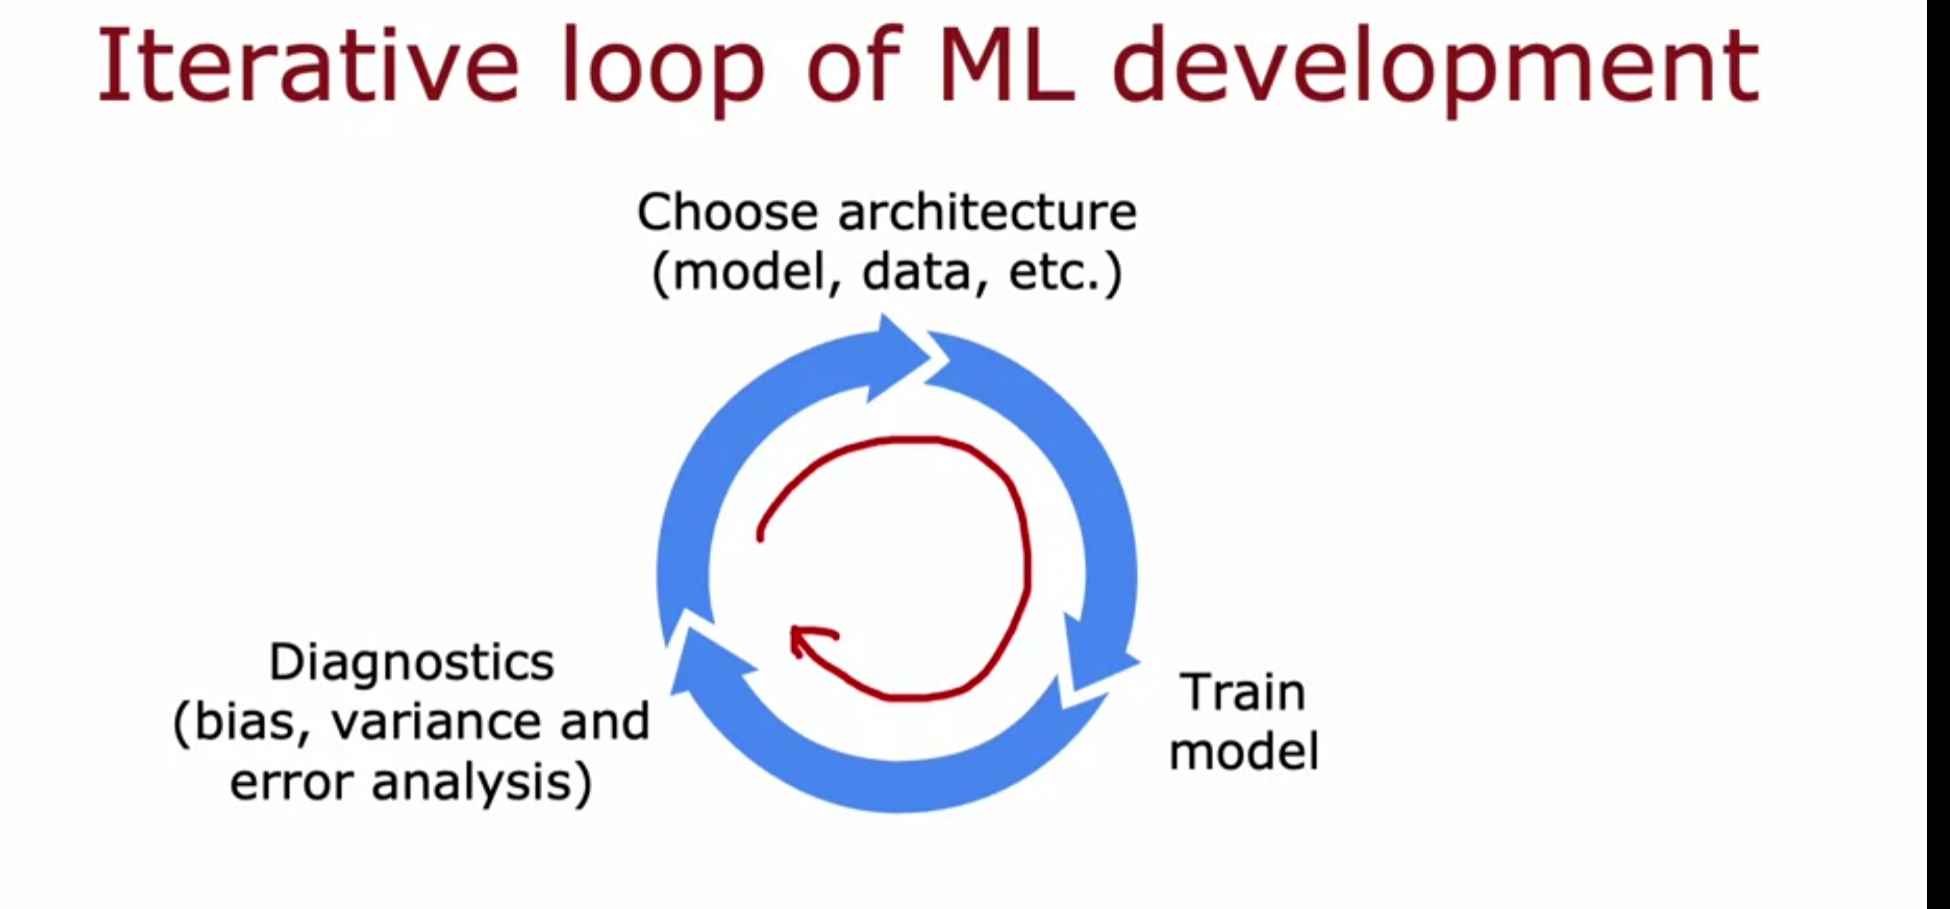 Iterative loop of ML development
Choose architecture
(model, data, etc.)
Train
model
Diagnostics
(bias, variance and
error analysis)